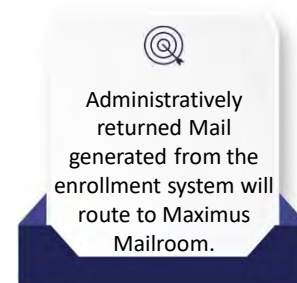 Administratively
returned Mail
generated from the
enrollment system will
route to Maximus
Mailroom.